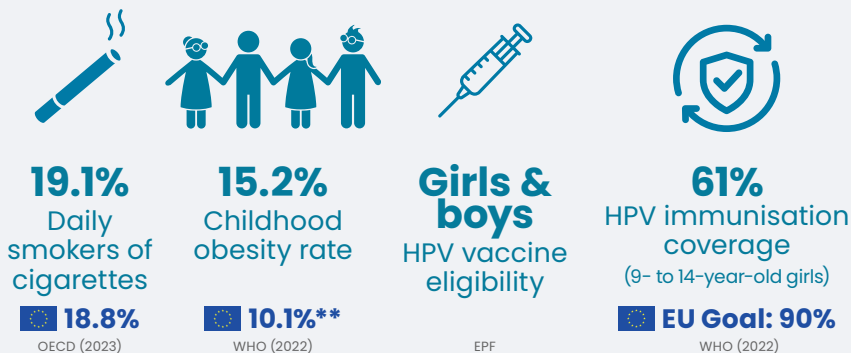 19.1%
Daily
smokers of
cigarettes
18.8%
OECD (2023)
15.2%
Childhood
obesity rate
10.1%**
WHO (2022)
Girls &
boys
HPV vaccine
eligibility
EPF
61%
HPV immunisation
coverage
(9- to 14-year-old girls)
EU Goal: 90%
WHO (2022)